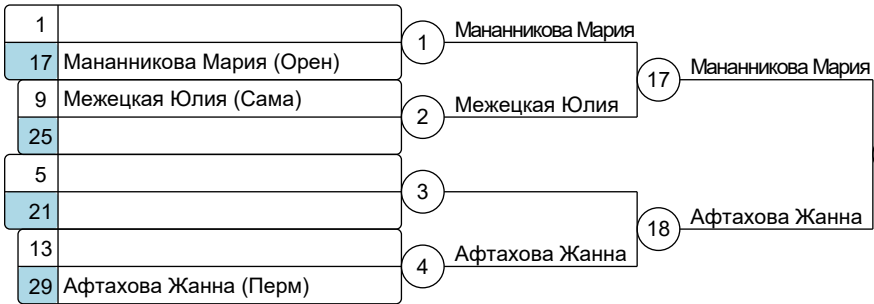 1
17 Мананникова Мария (Орен)
9 Межецкая Юлия (Сама)
25
5
21
13
29 Афтахова Жанна (Перм)
1
2
3
4
Мананникова Мария
Межецкая Юлия
Афтахова Жанна
17
18
Мананникова Мария
Афтахова Жанна